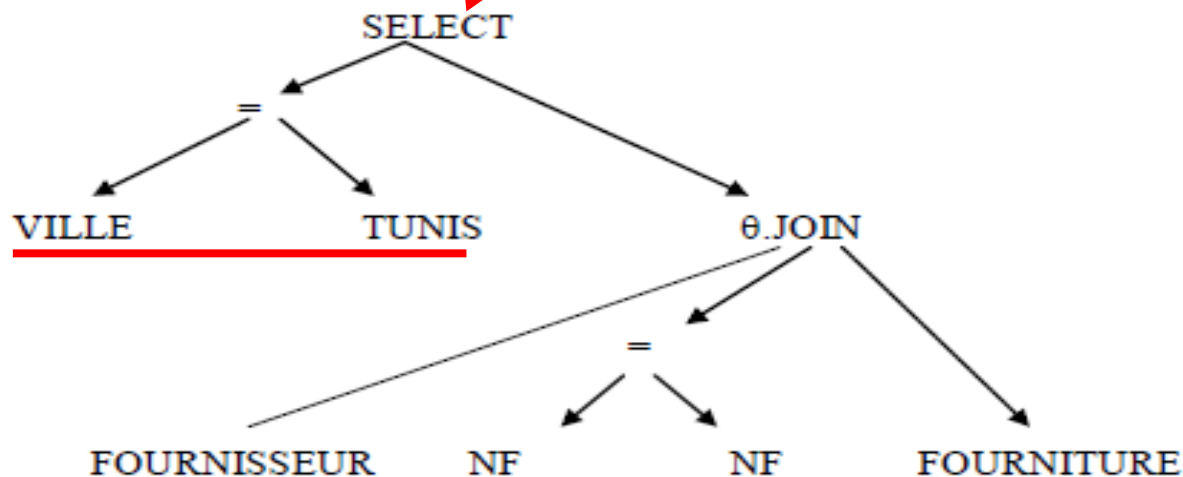 SELECT
=
VILLE TUNIS θ.JOIN
=
FOURNISSEUR NF NF FOURNITURE